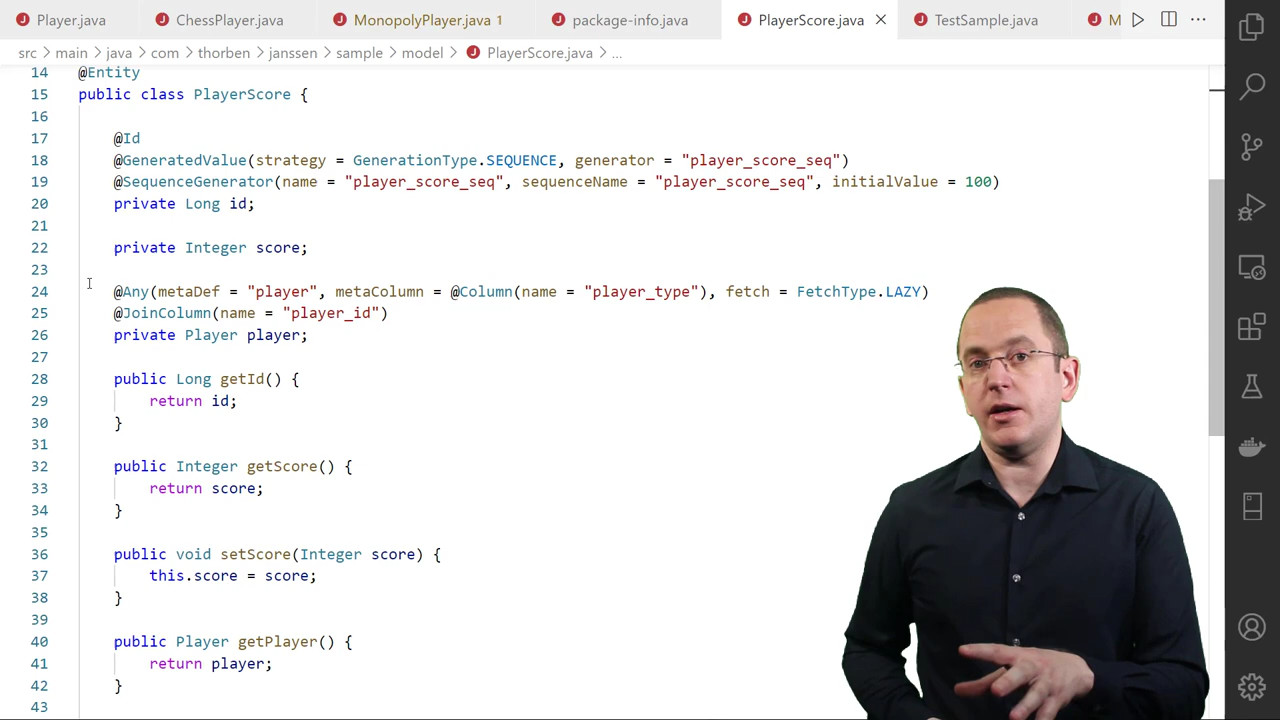 Player.java ChessPlayer.java MonopolyPlayer.java 1 package-info.java PlayerScore.java TestSample.java M
src > main > java > com > thorben > janssen > sample > model > PlayerScore.java > ...
14 @Entity
15 public class PlayerScore {
16
17 @Id
18 @GeneratedValue(strategy = GenerationType.SEQUENCE, generator = "player_score_seq")
19 @SequenceGenerator(name = "player_score_seq", sequenceName = "player_score_seq", initialValue = 100)
20 private Long id;
21
22 private Integer score;
23
24 @Any(metaDef = "player", metaColumn = @Column(name = "player_type"), fetch = FetchType.LAZY)
25 @JoinColumn(name = "player_id")
26 private Player player;
27
28 public Long getId() {
29 return id;
30 }
31
32 public Integer getScore() {
33 return score;
34 }
35
36 public void setScore(Integer score) {
37 this.score = score;
38 }
39
40 public Player getPlayer() {
41 return player;
42 }
43